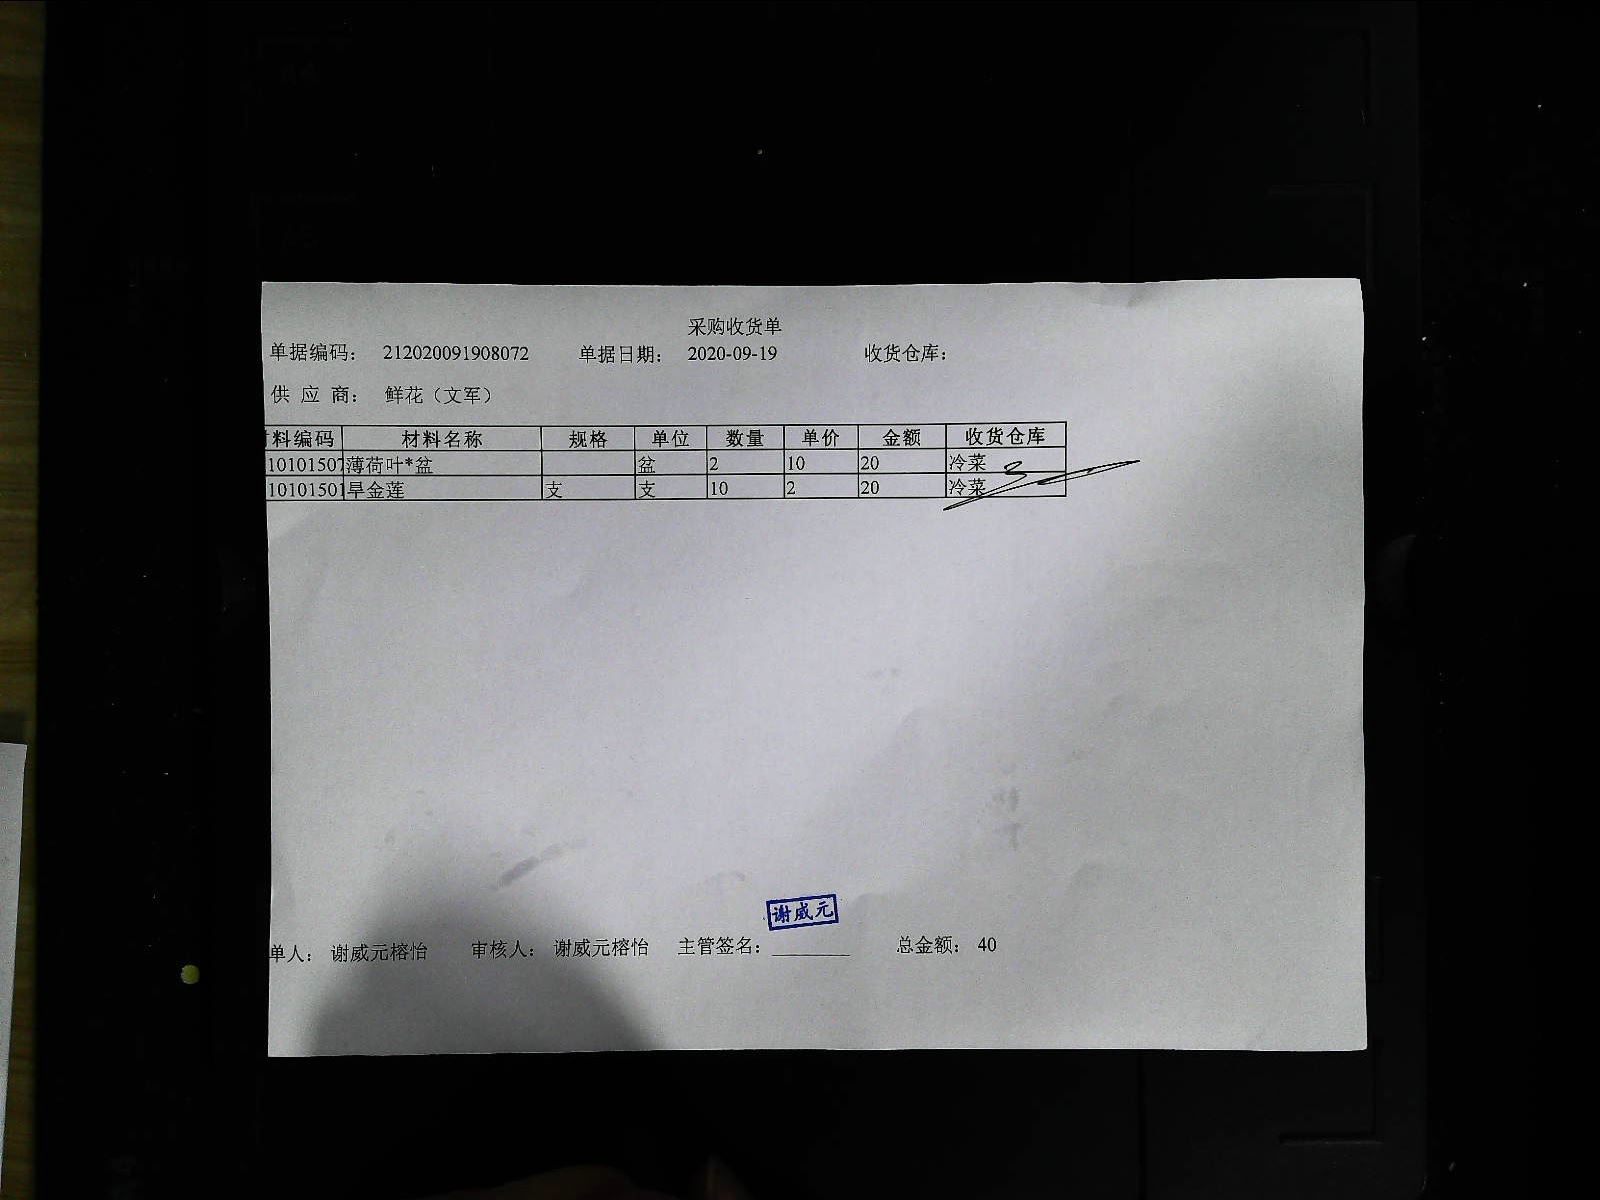 采购收货单
单据编码： 212020091908072 单据日期： 2020-09-19 收货仓库：
供 应 商： 鲜花（文军）
料编码 材料名称 规格 单位 数量 单价 金额 收货仓库
10101507 薄荷叶*盆 盆 2 10 20 冷菜
10101501 旱金莲 支 支 10 2 20 冷菜
谢威元
单人： 谢威元榕怡 审核人： 谢威元榕怡 主管签名： 总金额： 40